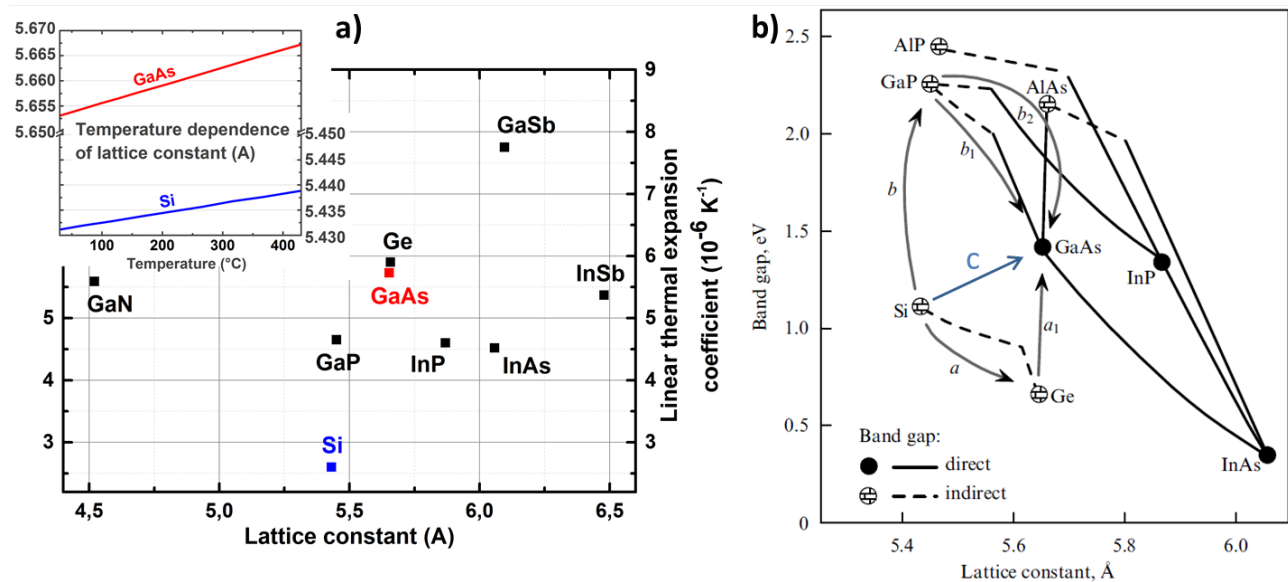 a)
5.670
5.660
5.655
5.650
GaAs
Temperature dependence
of lattice constant (A)
5.450
5.445
5.440
5.435
5.430
Si
100
200
300
400
Temperature (°C)
9
8
7
6
5
4
3
5
4
3
Linear thermal expansion
coefficient (10⁻⁶ K⁻¹)
GaSb
Ge
GaAs
InSb
GaN
GaP
InP
InAs
Si
4,5
5,0
5,5
6,0
6,5
Lattice constant (A)
b)
2.5
2.0
1.5
1.0
0.5
0
Band gap, eV
AlP
GaP
AlAs
b₂
b₁
b
GaAs
InP
C
Si
a₁
a
Ge
InAs
Band gap:
direct
indirect
5.4
5.6
5.8
6.0
Lattice constant, Å